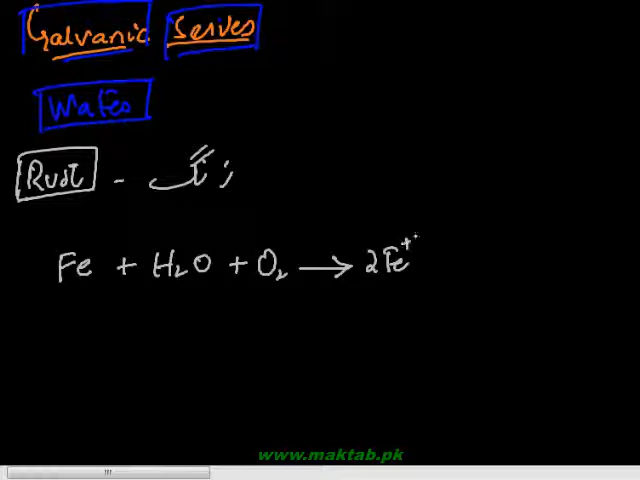 Galvanic Series
Water
Rust - زنگ
Fe + H₂O + O₂ → 2Fe⁺
www.maktab.pk